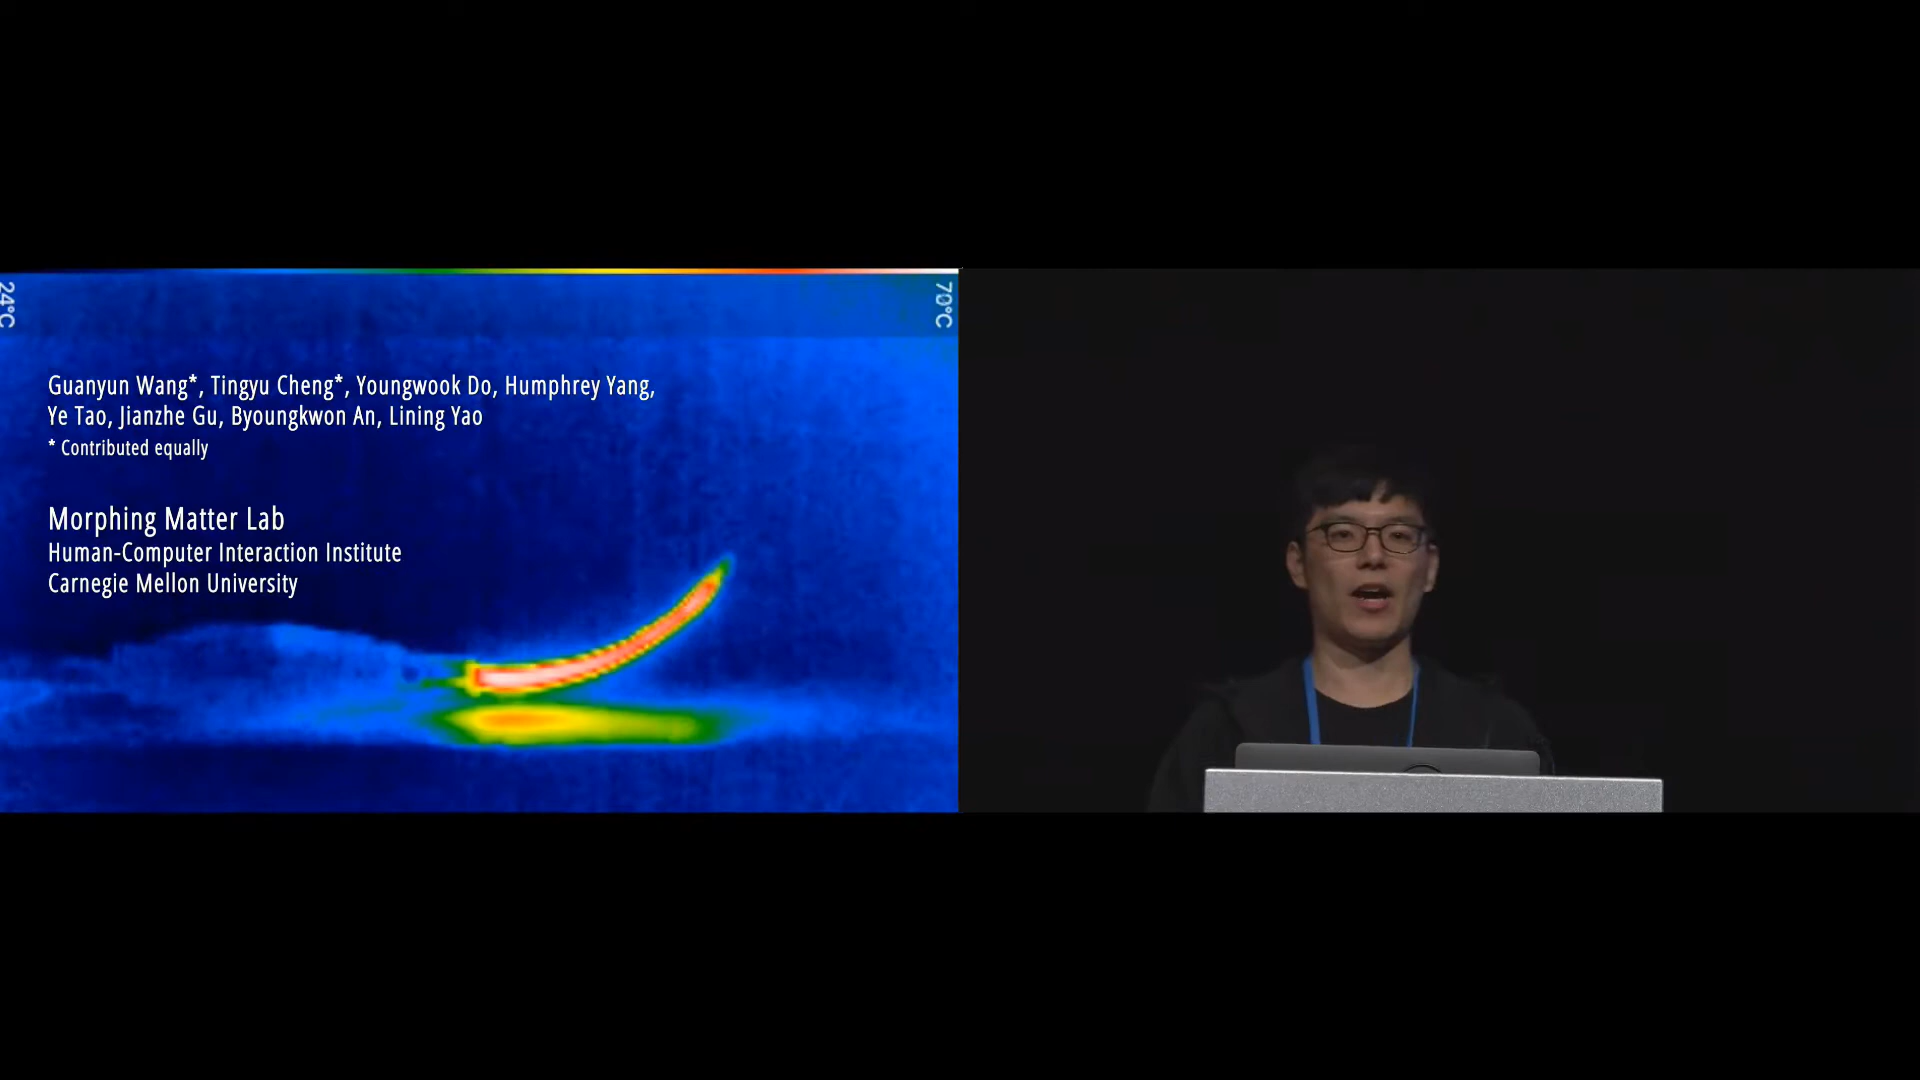 24°C
70°C
Guanyun Wang*, Tingyu Cheng*, Youngwook Do, Humphrey Yang,
Ye Tao, Jianzhe Gu, Byoungkwon An, Lining Yao
* Contributed equally
Morphing Matter Lab
Human-Computer Interaction Institute
Carnegie Mellon University